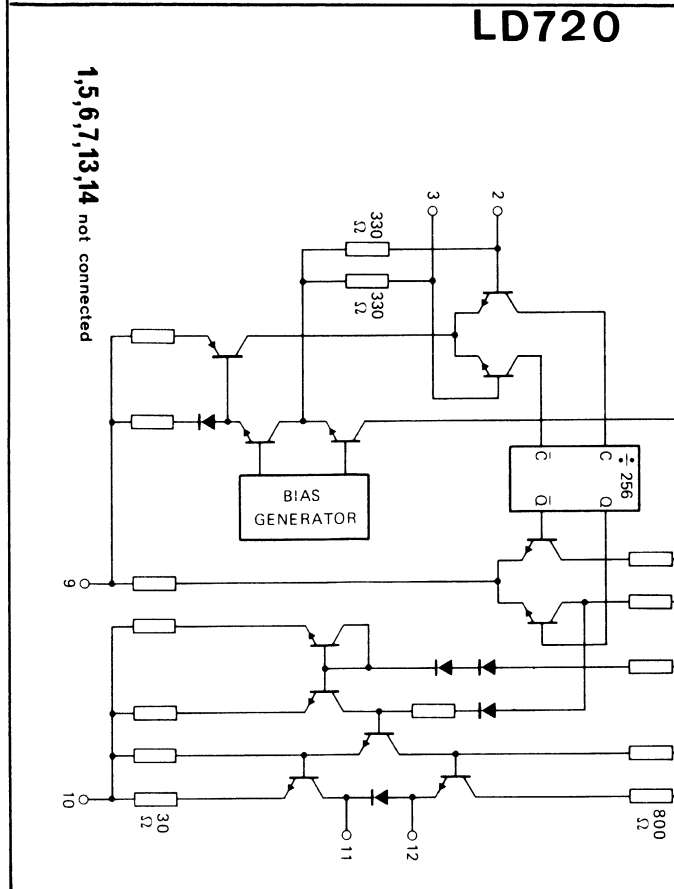 LD720
1,5,6,7,13,14 not connected
3
2
330
Ω
330
Ω
C̅
C
÷ 256
Q̅
Q
BIAS
GENERATOR
9
10
30
Ω
11
12
800
Ω